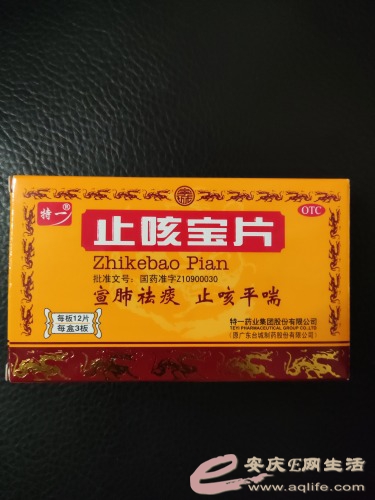 特一®
OTC
止咳宝片
Zhikebao Pian
批准文号：国药准字Z10900030
宣肺祛痰 止咳平喘
每板12片
每盒3板
特一药业集团股份有限公司
TEYI PHARMACEUTICAL GROUP CO.,LTD
(原广东台城制药股份有限公司)
安庆E网生活
www.aqlife.com